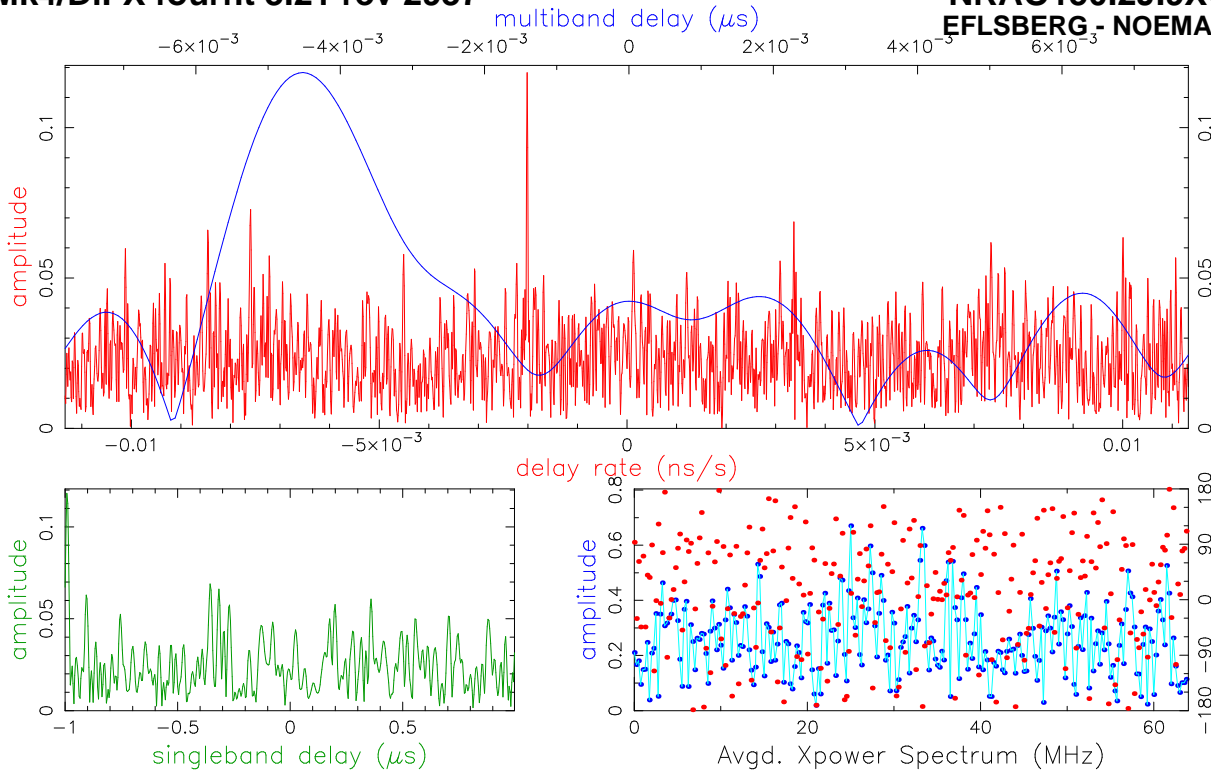 multiband delay (μs)
EFLSBERG - NOEMA
−6×10⁻³ −4×10⁻³ −2×10⁻³ 0 2×10⁻³ 4×10⁻³ 6×10⁻³
amplitude
0 0.05 0.1
0 0.05 0.1
−0.01 −5×10⁻³ 0 5×10⁻³ 0.01
delay rate (ns/s)
amplitude
0 0.05 0.1
−1 −0.5 0 0.5
singleband delay (μs)
amplitude
0 0.2 0.4 0.6 0.8
−180 −90 0 90 180
0 20 40 60
Avgd. Xpower Spectrum (MHz)